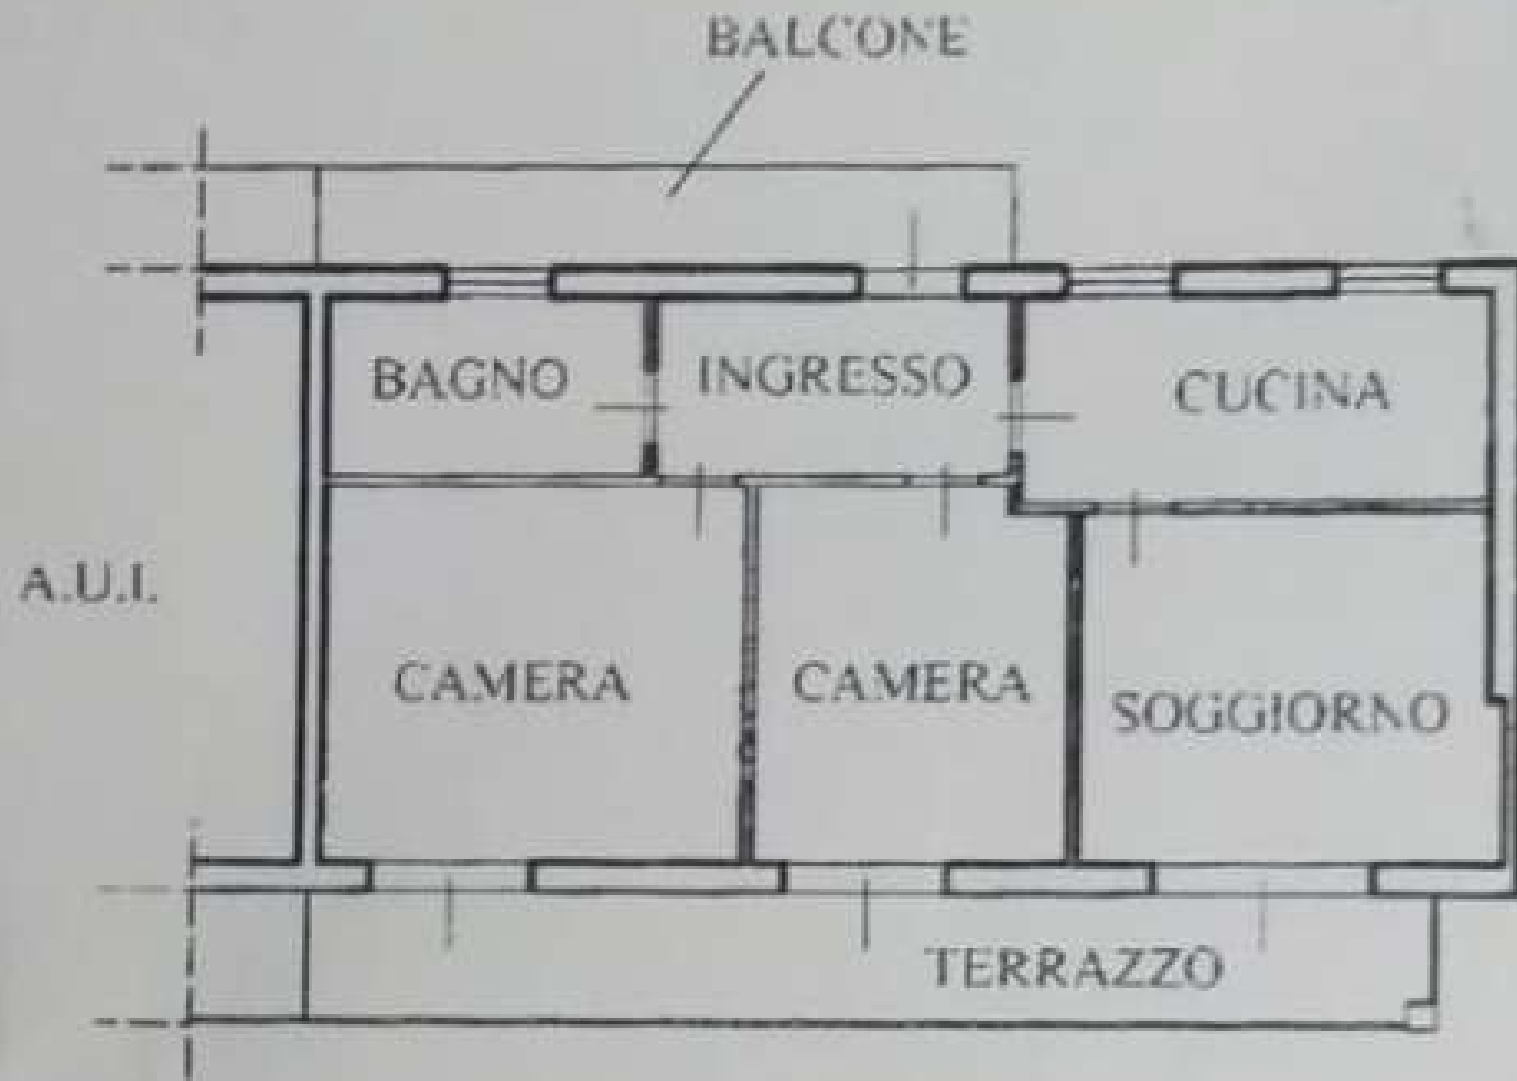 BALCONE
BAGNO
INGRESSO
CUCINA
A.U.I.
CAMERA
CAMERA
SOGGIORNO
TERRAZZO